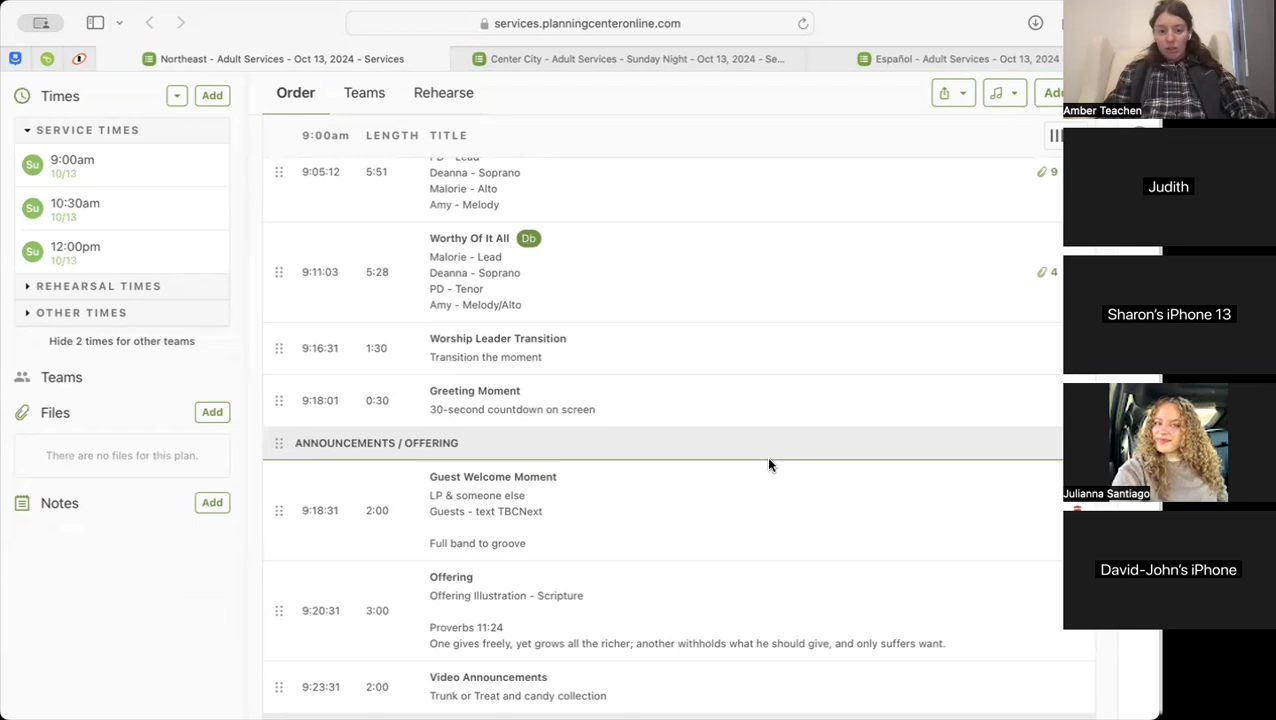 services.planningcenteronline.com
Northeast - Adult Services - Oct 13, 2024 - Services
Center City - Adult Services - Sunday Night - Oct 13, 2024 - Se...
Español - Adult Services - Oct 13, 2024
Times
Add
SERVICE TIMES
Su
9:00am
10/13
Su
10:30am
10/13
Su
12:00pm
10/13
REHEARSAL TIMES
OTHER TIMES
Hide 2 times for other teams
Teams
Files
Add
There are no files for this plan.
Notes
Add
Order
Teams
Rehearse
9:00am LENGTH TITLE
PD - Lead
9:05:12 5:51 Deanna - Soprano
9
Malorie - Alto
Amy - Melody
Worthy Of It All Db
Malorie - Lead
9:11:03 5:28 Deanna - Soprano
4
PD - Tenor
Amy - Melody/Alto
Worship Leader Transition
9:16:31 1:30
Transition the moment
Greeting Moment
9:18:01 0:30
30-second countdown on screen
ANNOUNCEMENTS / OFFERING
Guest Welcome Moment
LP & someone else
9:18:31 2:00 Guests - text TBCNext
Full band to groove
Offering
Offering Illustration - Scripture
9:20:31 3:00
Proverbs 11:24
One gives freely, yet grows all the richer; another withholds what he should give, and only suffers want.
Video Announcements
9:23:31 2:00
Trunk or Treat and candy collection
Amber Teachen
Judith
Sharon's iPhone 13
Julianna Santiago
David-John's iPhone